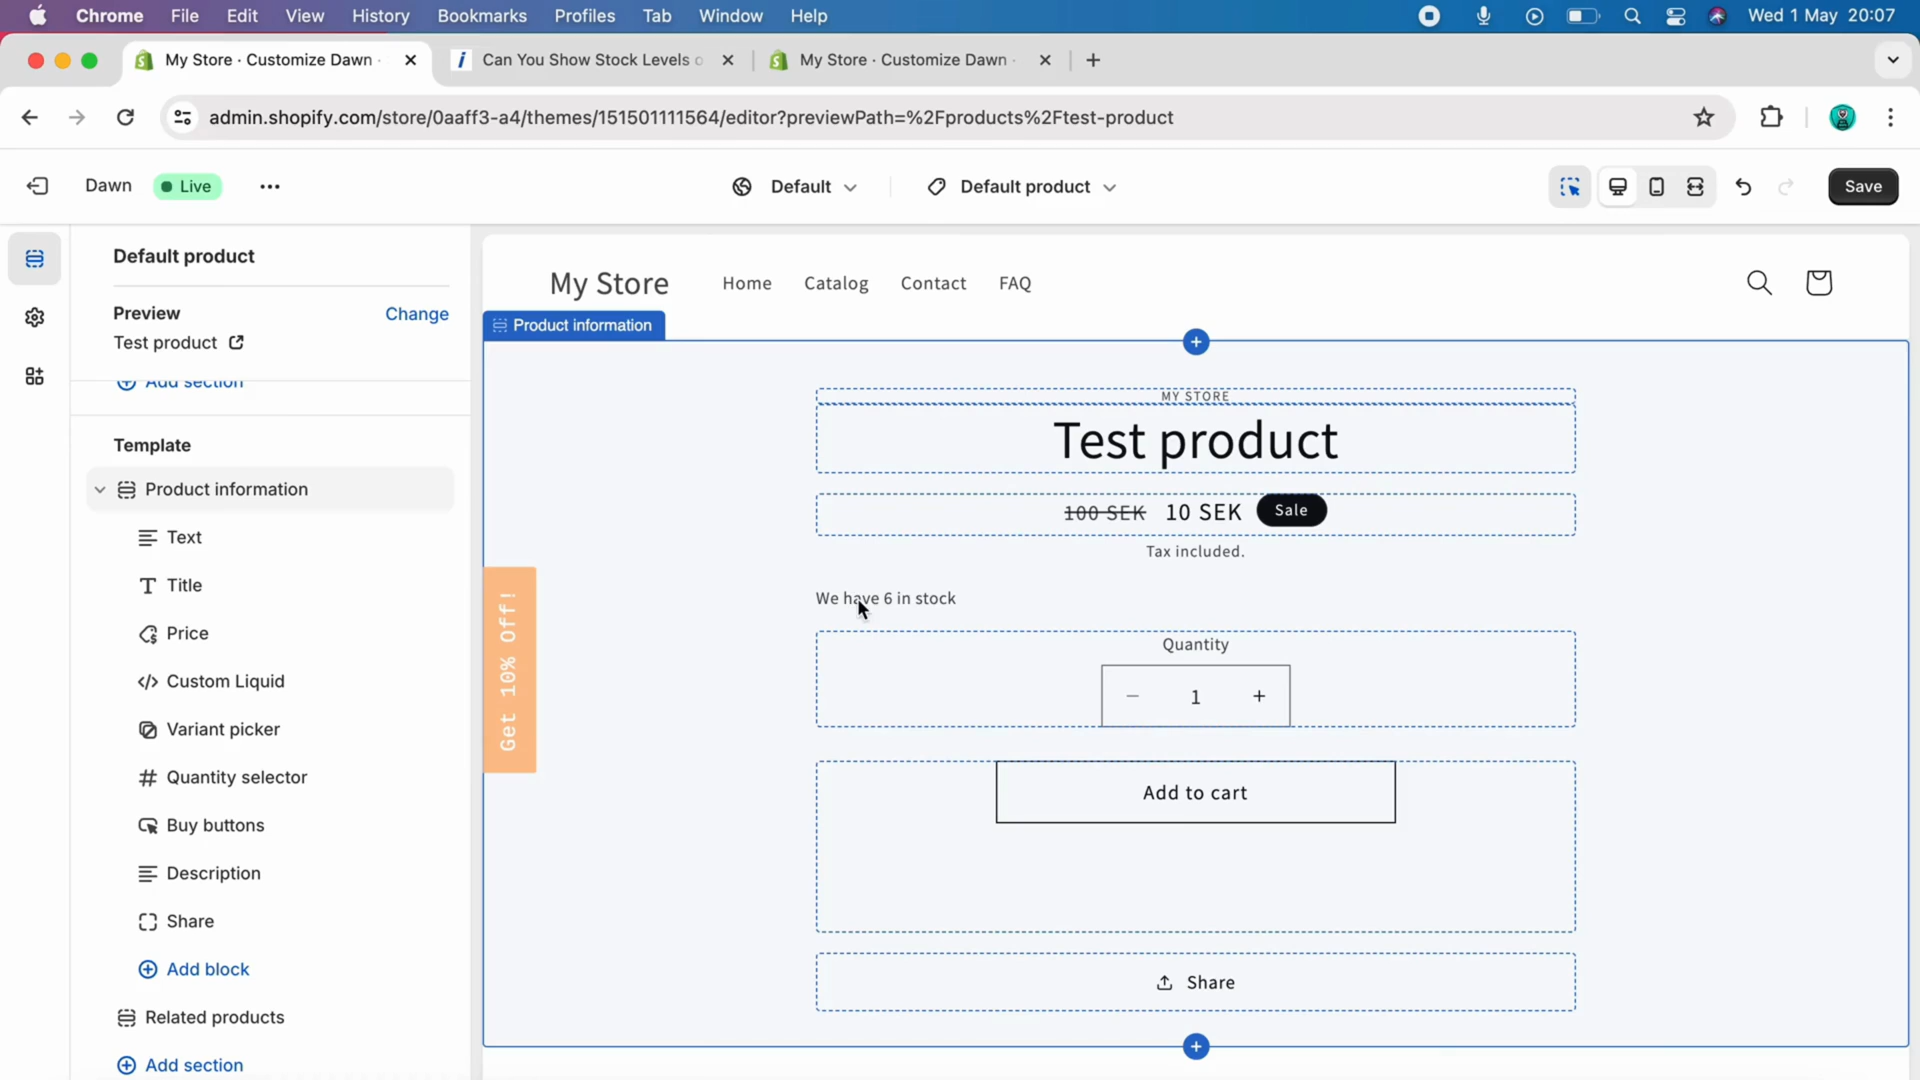 Chrome File Edit View History Bookmarks Profiles Tab Window Help Wed 1 May 20:07
My Store · Customize Dawn · Can You Show Stock Levels o My Store · Customize Dawn ·
admin.shopify.com/store/0aaff3-a4/themes/151501111564/editor?previewPath=%2Fproducts%2Ftest-product
Dawn Live Default Default product Save
Default product
Preview Change
Test product
Add section
Template
Product information
Text
Title
Price
Custom Liquid
Variant picker
Quantity selector
Buy buttons
Description
Share
Add block
Related products
Add section
My Store Home Catalog Contact FAQ
Product information
MY STORE
Test product
100 SEK 10 SEK Sale
Tax included.
We have 6 in stock
Quantity
1
Add to cart
Share
Get 10% Off!